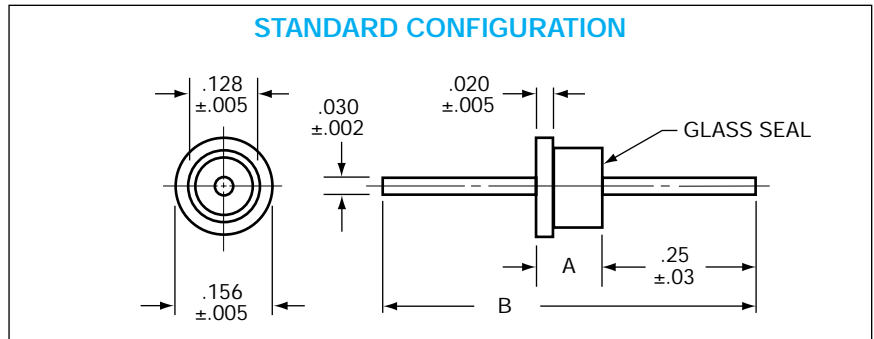 STANDARD CONFIGURATION
.128
±.005
.030
±.002
.020
±.005
GLASS SEAL
A
.25
±.03
B
.156
±.005